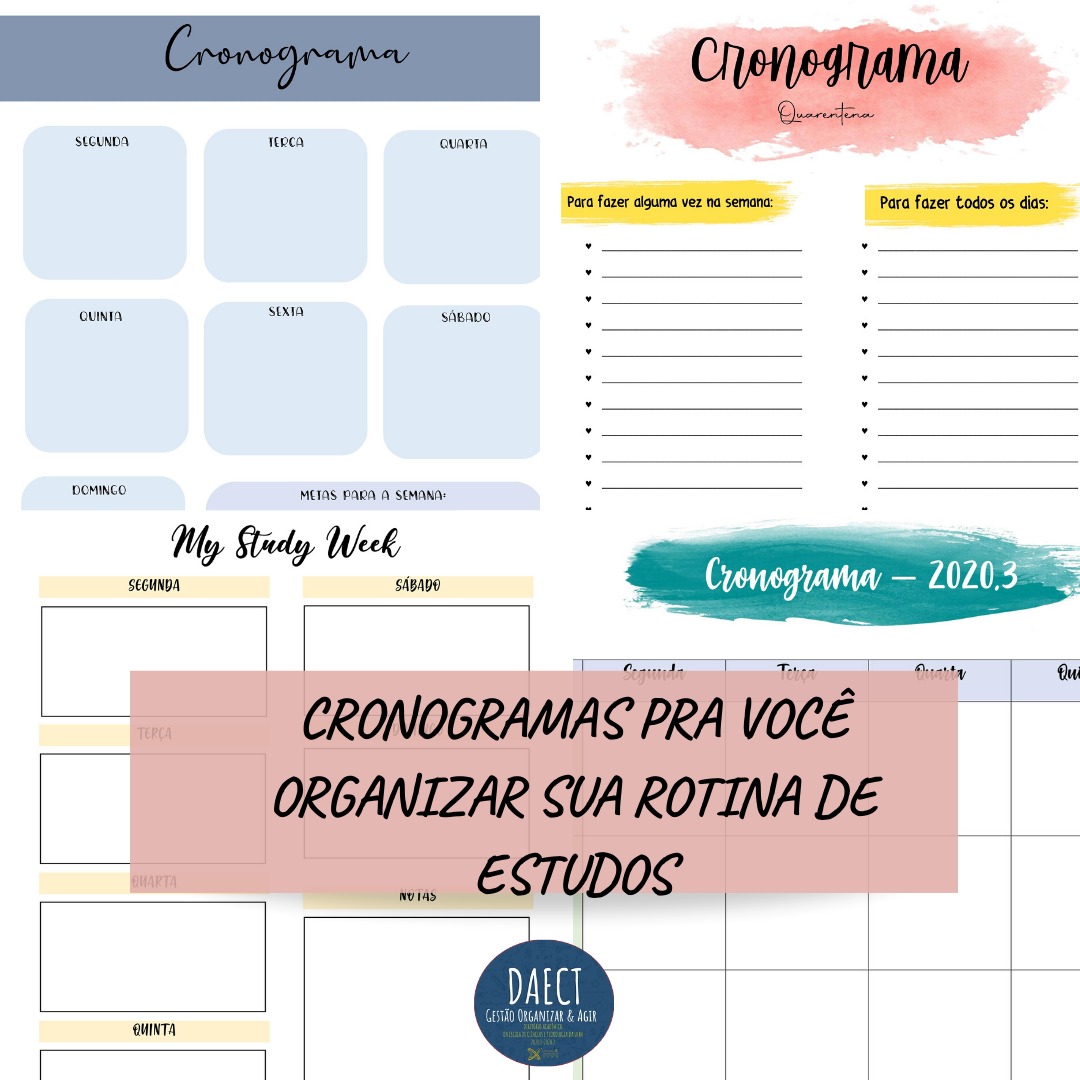 Cronograma
SEGUNDA
TERÇA
QUARTA
QUINTA
SEXTA
SÁBADO
DOMINGO
METAS PARA A SEMANA:
Cronograma
Quarentena
Para fazer alguma vez na semana:
Para fazer todos os dias:
My Study Week
SEGUNDA
SÁBADO
TERÇA
QUARTA
NOTAS
QUINTA
Cronograma – 2020.3
Segunda
Terça
Quarta
CRONOGRAMAS PRA VOCÊ
ORGANIZAR SUA ROTINA DE
ESTUDOS
DAECT
GESTÃO ORGANIZAR & AGIR